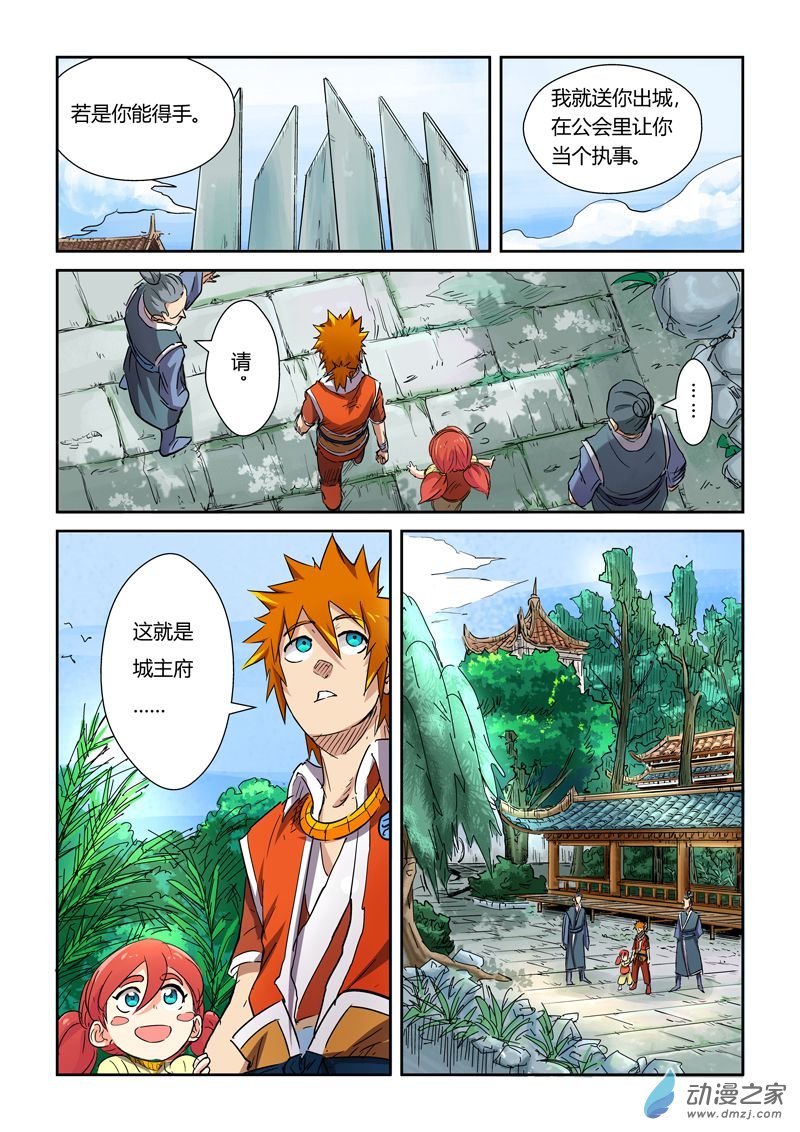 若是你能得手。
我就送你出城，
在公会里让你
当个执事。
请。
……
这就是
城主府
……
动漫之家
www.dmzj.com